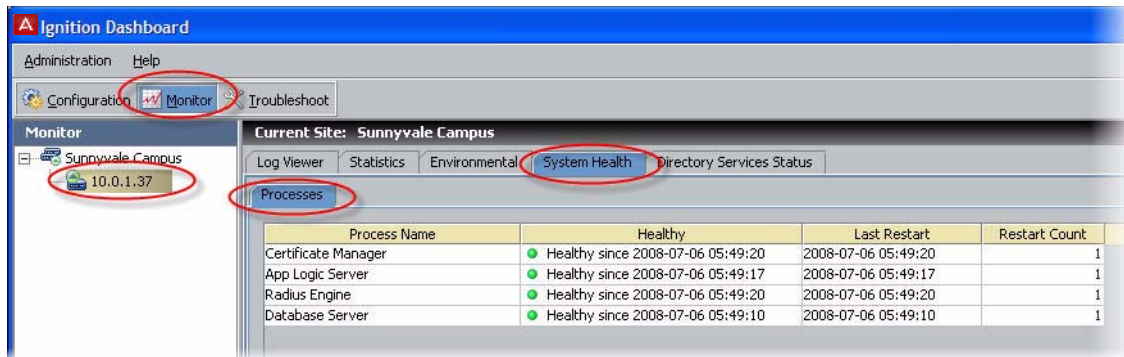 Ignition Dashboard
Administration Help
Configuration Monitor Troubleshoot
Monitor
Current Site: Sunnyvale Campus
Sunnyvale Campus
10.0.1.37
Log Viewer Statistics Environmental System Health Directory Services Status
Processes
Process Name Healthy Last Restart Restart Count
Certificate Manager Healthy since 2008-07-06 05:49:20 2008-07-06 05:49:20 1
App Logic Server Healthy since 2008-07-06 05:49:17 2008-07-06 05:49:17 1
Radius Engine Healthy since 2008-07-06 05:49:20 2008-07-06 05:49:20 1
Database Server Healthy since 2008-07-06 05:49:10 2008-07-06 05:49:10 1